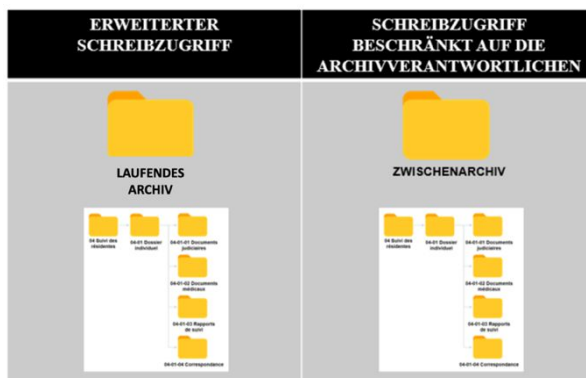 ERWEITERTER
SCHREIBZUGRIFF
SCHREIBZUGRIFF
BESCHRÄNKT AUF DIE
ARCHIVVERANTWORTLICHEN
LAUFENDES
ARCHIV
04 Suivi des
résidentes
04-01 Dossier
individuel
04-01-01 Documents
judiciaires
04-01-02 Documents
médicaux
04-01-03 Rapports
de suivi
04-01-04 Correspondance
ZWISCHENARCHIV
04 Suivi des
résidentes
04-01 Dossier
individuel
04-01-01 Documents
judiciaires
04-01-02 Documents
médicaux
04-01-03 Rapports
de suivi
04-01-04 Correspondance